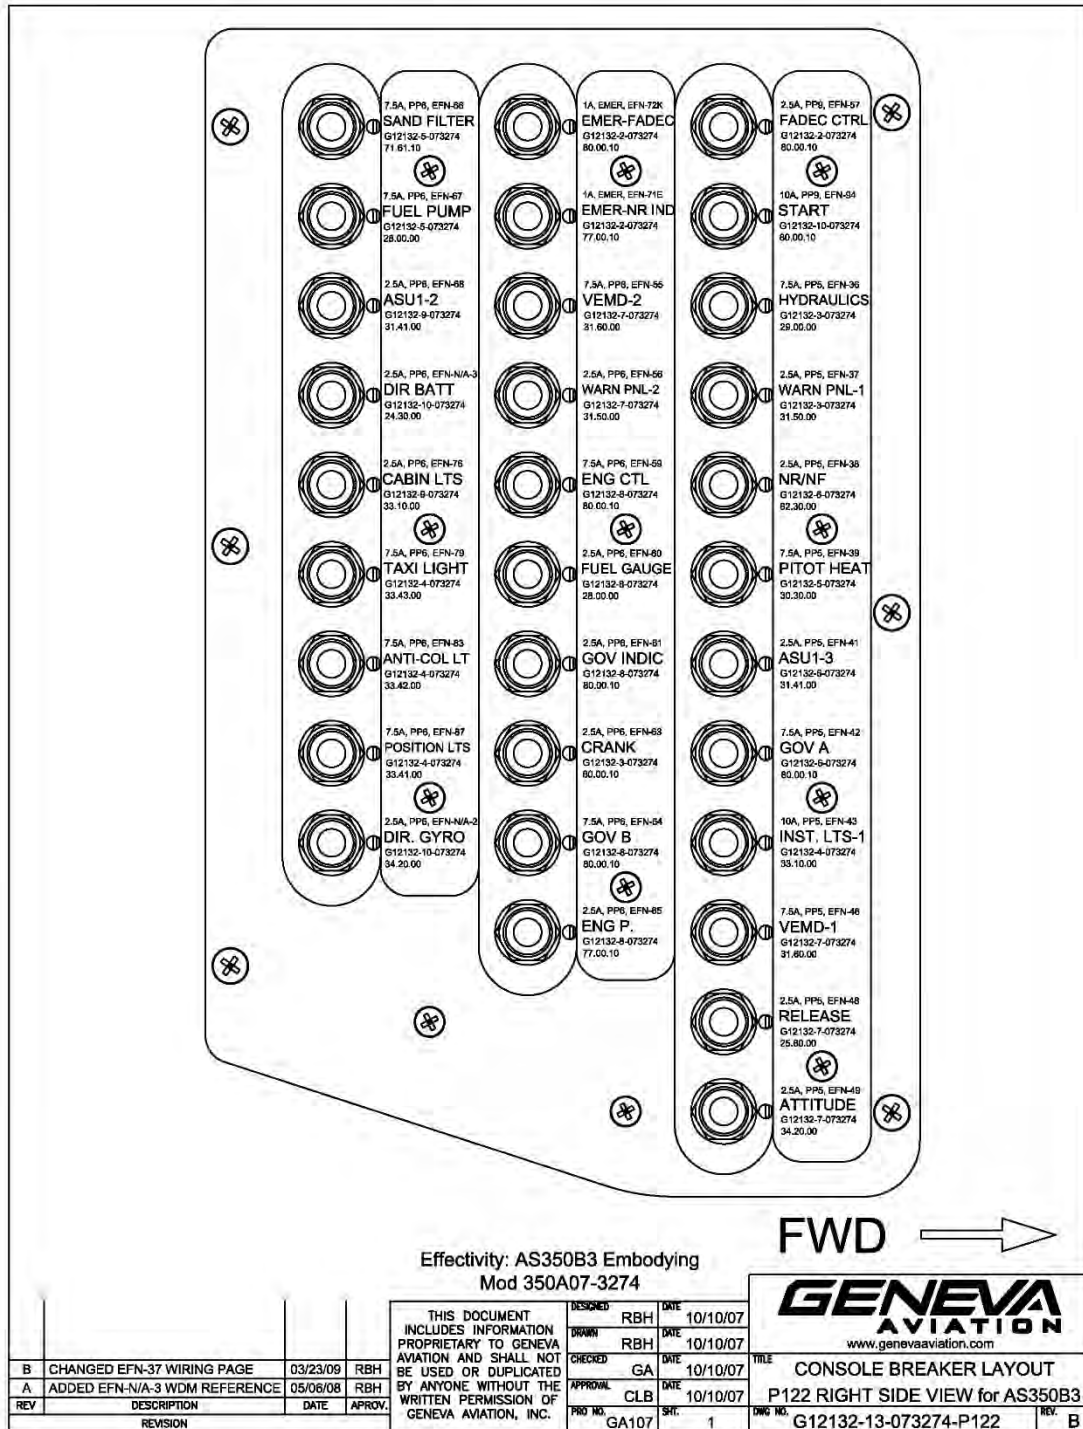 7.5A, PP6, EFN-66
SAND FILTER
G12132-5-073274
71.61.10
7.5A, PP6, EFN-67
FUEL PUMP
G12132-5-073274
28.00.00
2.5A, PP6, EFN-68
ASU1-2
G12132-9-073274
31.41.00
2.5A, PP6, EFN-N/A-3
DIR BATT
G12132-10-073274
24.30.00
2.5A, PP6, EFN-76
CABIN LTS
G12132-9-073274
33.10.00
7.5A, PP6, EFN-79
TAXI LIGHT
G12132-4-073274
33.43.00
7.5A, PP6, EFN-83
ANTI-COL LT
G12132-4-073274
33.42.00
7.5A, PP6, EFN-87
POSITION LTS
G12132-4-073274
33.41.00
2.5A, PP6, EFN-N/A-2
DIR. GYRO
G12132-10-073274
34.20.00
1A, EMER, EFN-72K
EMER-FADEC
G12132-2-073274
80.00.10
1A, EMER, EFN-71E
EMER-NR IND
G12132-2-073274
77.00.10
7.5A, PP6, EFN-55
VEMD-2
G12132-7-073274
31.60.00
2.5A, PP6, EFN-56
WARN PNL-2
G12132-7-073274
31.50.00
7.5A, PP6, EFN-59
ENG CTL
G12132-8-073274
80.00.10
2.5A, PP6, EFN-60
FUEL GAUGE
G12132-8-073274
28.00.00
2.5A, PP6, EFN-61
GOV INDIC
G12132-8-073274
80.00.10
2.5A, PP6, EFN-63
CRANK
G12132-3-073274
80.00.10
7.5A, PP6, EFN-64
GOV B
G12132-8-073274
80.00.10
2.5A, PP6, EFN-65
ENG P.
G12132-8-073274
77.00.10
2.5A, PP9, EFN-57
FADEC CTRL
G12132-2-073274
80.00.10
10A, PP9, EFN-94
START
G12132-10-073274
80.00.10
7.5A, PP5, EFN-36
HYDRAULICS
G12132-3-073274
29.00.00
2.5A, PP5, EFN-37
WARN PNL-1
G12132-3-073274
31.50.00
2.5A, PP5, EFN-38
NR/NF
G12132-6-073274
62.30.00
7.5A, PP5, EFN-39
PITOT HEAT
G12132-5-073274
30.30.00
2.5A, PP5, EFN-41
ASU1-3
G12132-6-073274
31.41.00
7.5A, PP5, EFN-42
GOV A
G12132-6-073274
80.00.10
10A, PP5, EFN-43
INST. LTS-1
G12132-4-073274
33.10.00
7.5A, PP5, EFN-46
VEMD-1
G12132-7-073274
31.60.00
2.5A, PP5, EFN-48
RELEASE
G12132-7-073274
25.60.00
2.5A, PP5, EFN-49
ATTITUDE
G12132-7-073274
34.20.00
FWD
Effectivity: AS350B3 Embodying
Mod 350A07-3274
B CHANGED EFN-37 WIRING PAGE 03/23/09 RBH
A ADDED EFN-N/A-3 WDM REFERENCE 05/06/08 RBH
REV DESCRIPTION DATE APROV.
REVISION
THIS DOCUMENT
INCLUDES INFORMATION
PROPRIETARY TO GENEVA
AVIATION AND SHALL NOT
BE USED OR DUPLICATED
BY ANYONE WITHOUT THE
WRITTEN PERMISSION OF
GENEVA AVIATION, INC.
DESIGNED RBH DATE 10/10/07
DRAWN RBH DATE 10/10/07
CHECKED GA DATE 10/10/07
APPROVAL CLB DATE 10/10/07
PRO NO. GA107 SHT. 1
GENEVA
AVIATION
www.genevaaviation.com
TITLE CONSOLE BREAKER LAYOUT
P122 RIGHT SIDE VIEW for AS350B3
DWG NO. G12132-13-073274-P122 REV. B